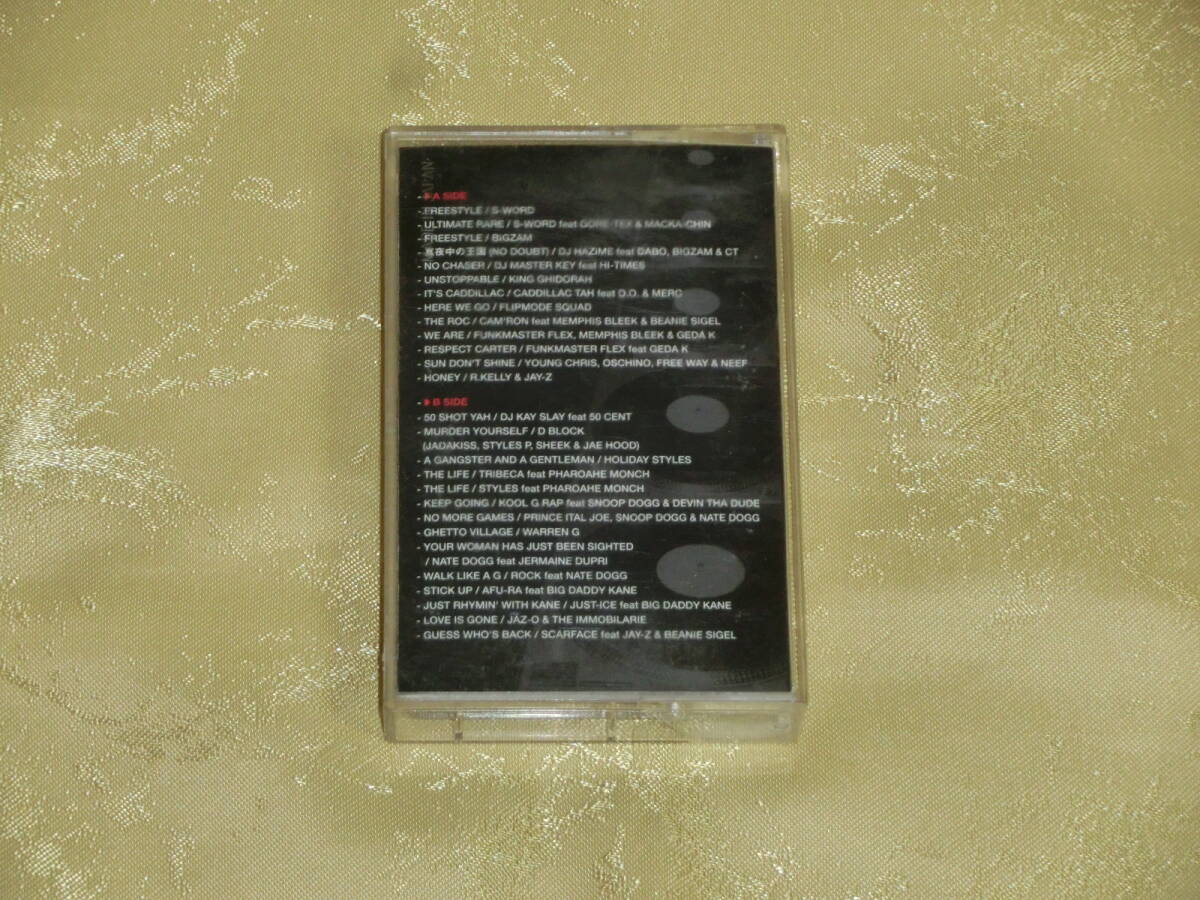 - A SIDE
- FREESTYLE / S-WORD
- ULTIMATE RARE / S-WORD feat GORE-TEX & MACKA-CHIN
- FREESTYLE / BIGZAM
- 真夜中の王国 (NO DOUBT) / DJ HAZIME feat DABO, BIGZAM & CT
- NO CHASER / DJ MASTER KEY feat HI-TIMES
- UNSTOPPABLE / KING GHIDORAH
- IT'S CADDILLAC / CADDILLAC TAH feat D.O. & MERC
- HERE WE GO / FLIPMODE SQUAD
- THE ROC / CAM'RON feat MEMPHIS BLEEK & BEANIE SIGEL
- WE ARE / FUNKMASTER FLEX, MEMPHIS BLEEK & GEDA K
- RESPECT CARTER / FUNKMASTER FLEX feat GEDA K
- SUN DON'T SHINE / YOUNG CHRIS, OSCHINO, FREE WAY & NEEF
- HONEY / R.KELLY & JAY-Z
- B SIDE
- 50 SHOT YAH / DJ KAY SLAY feat 50 CENT
- MURDER YOURSELF / D BLOCK
(JADAKISS, STYLES P, SHEEK & JAE HOOD)
- A GANGSTER AND A GENTLEMAN / HOLIDAY STYLES
- THE LIFE / TRIBECA feat PHAROAHE MONCH
- THE LIFE / STYLES feat PHAROAHE MONCH
- KEEP GOING / KOOL G RAP feat SNOOP DOGG & DEVIN THA DUDE
- NO MORE GAMES / PRINCE ITAL JOE, SNOOP DOGG & NATE DOGG
- GHETTO VILLAGE / WARREN G
- YOUR WOMAN HAS JUST BEEN SIGHTED
/ NATE DOGG feat JERMAINE DUPRI
- WALK LIKE A G / ROCK feat NATE DOGG
- STICK UP / AFU-RA feat BIG DADDY KANE
- JUST RHYMIN' WITH KANE / JUST-ICE feat BIG DADDY KANE
- LOVE IS GONE / JAZ-O & THE IMMOBILARIE
- GUESS WHO'S BACK / SCARFACE feat JAY-Z & BEANIE SIGEL